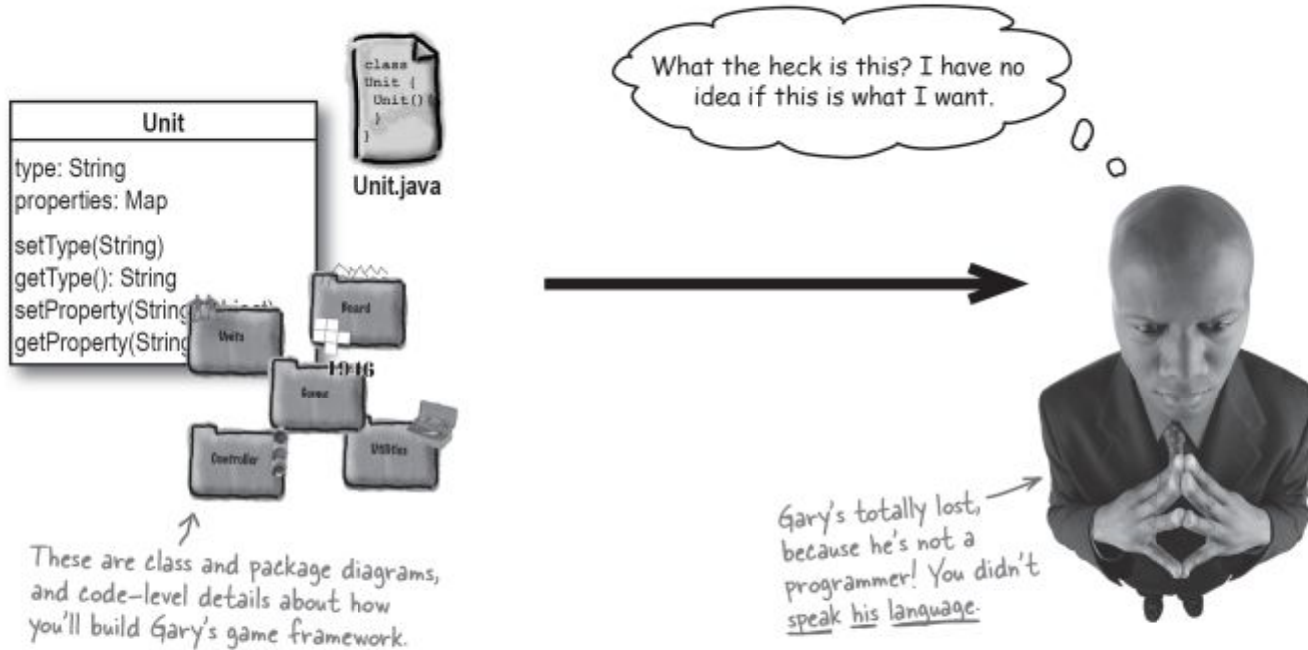 class
Unit {
Unit()
}
}
Unit.java
Unit
type: String
properties: Map
setType(String)
getType(): String
setProperty(String
getProperty(String
Units
Board
1946
Game
Controller
Utilities
These are class and package diagrams,
and code-level details about how
you'll build Gary's game framework.
What the heck is this? I have no
idea if this is what I want.
Gary's totally lost,
because he's not a
programmer! You didn't
speak his language.